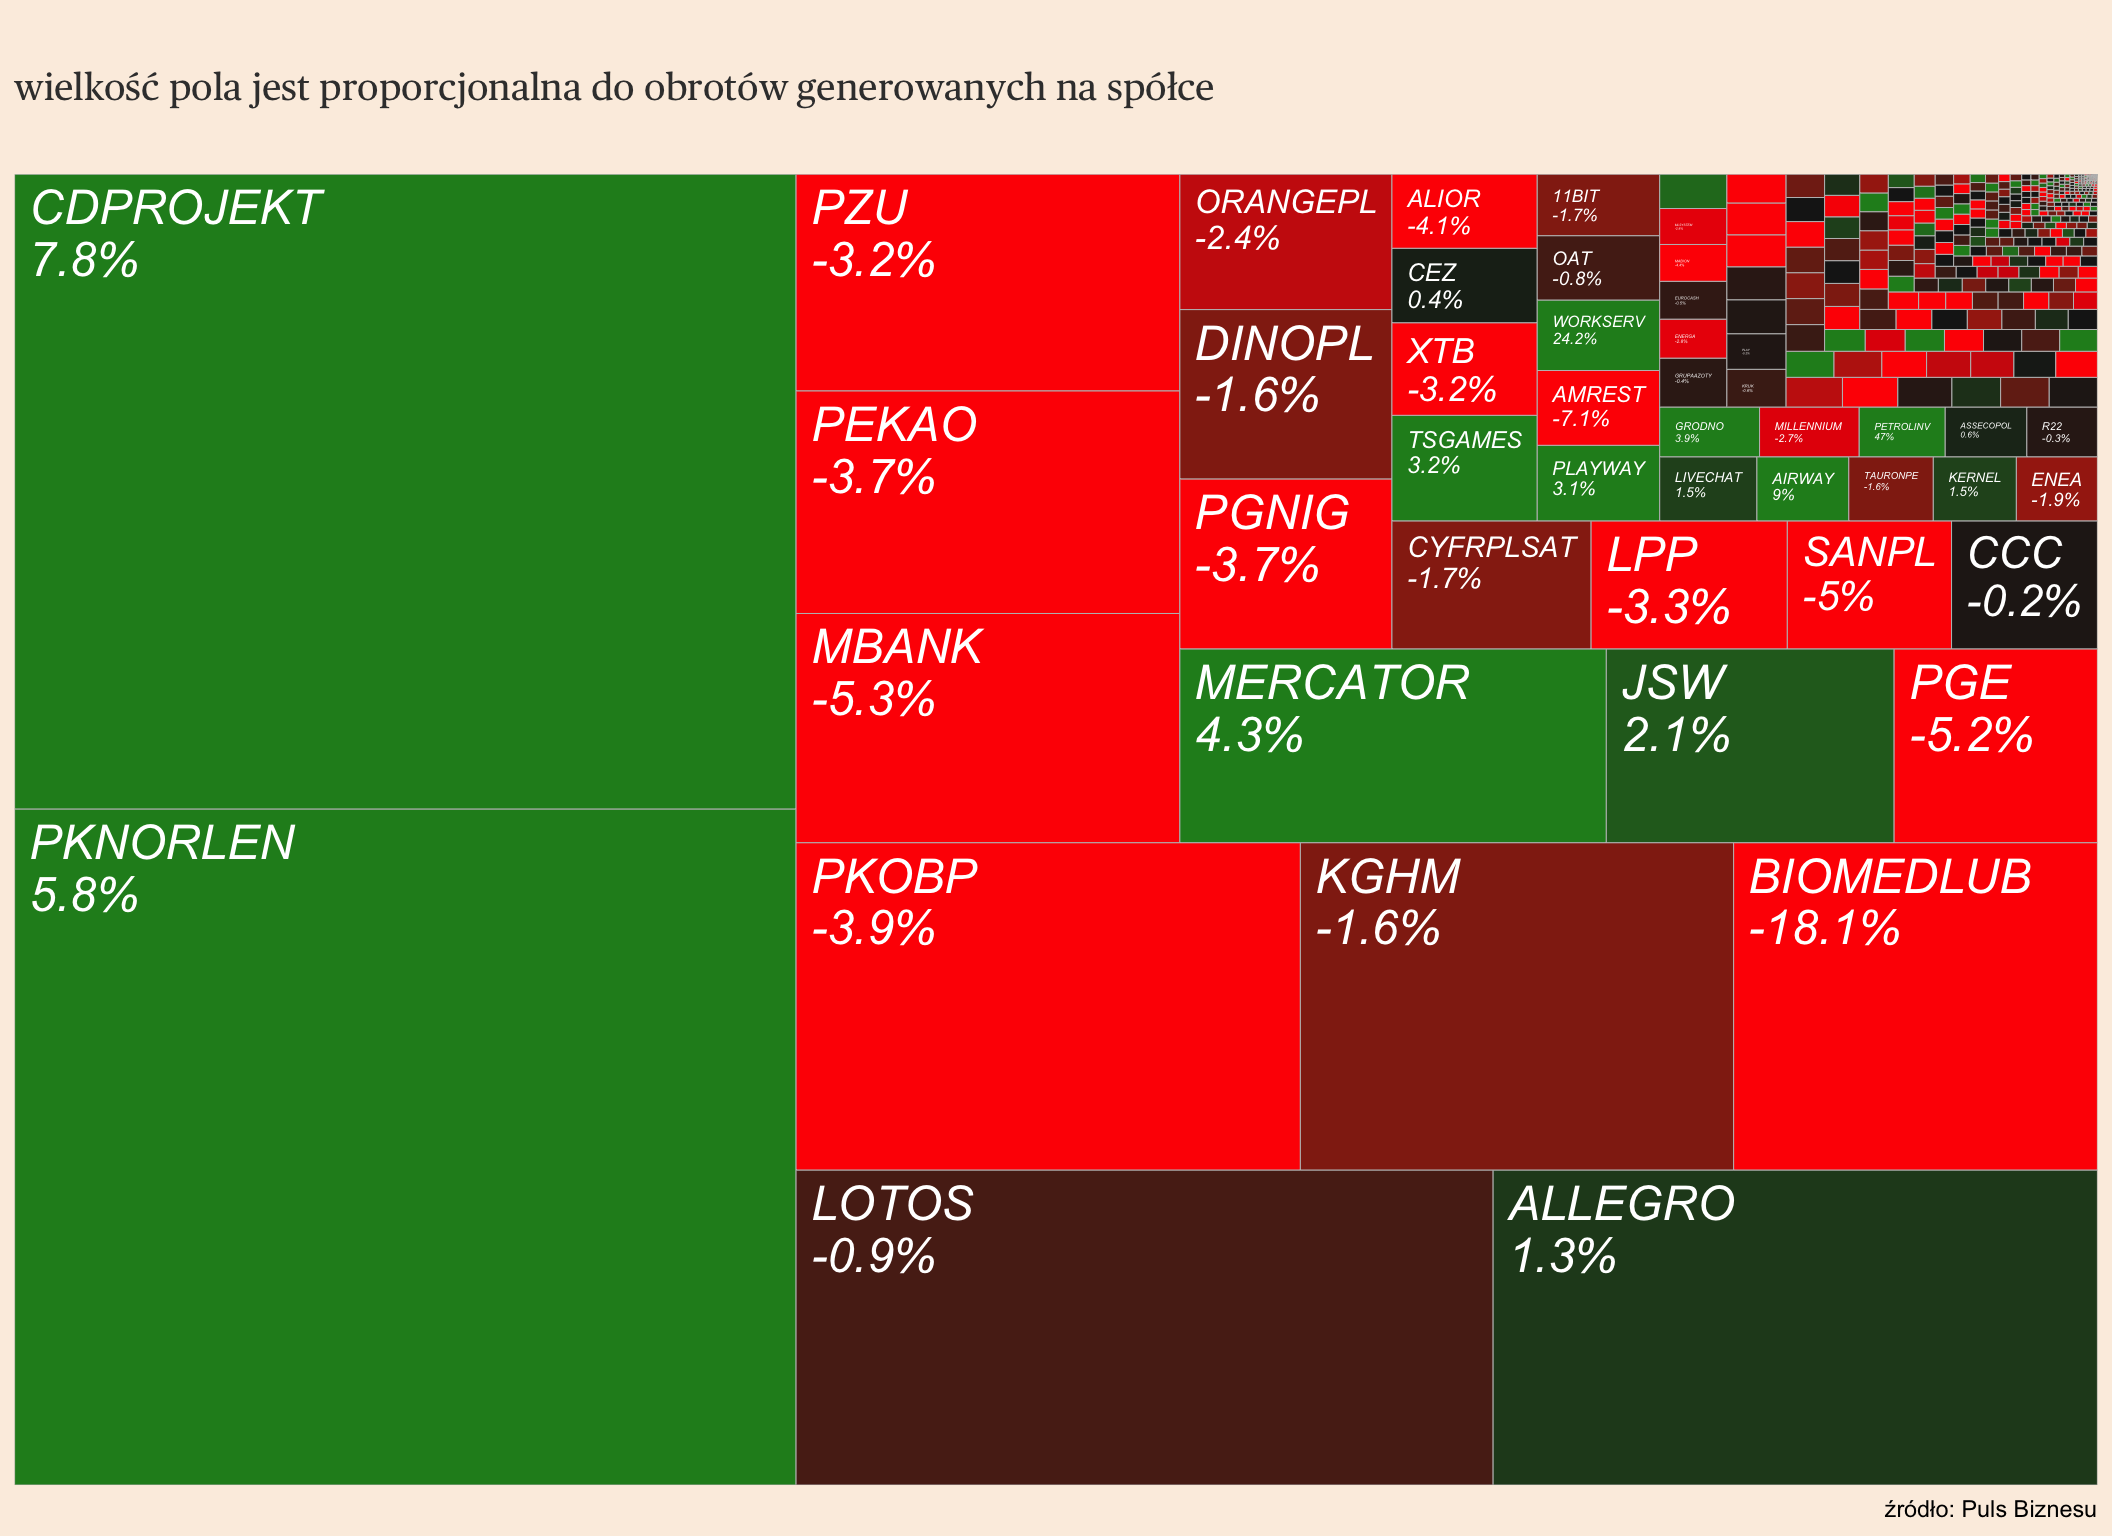 wielkość pola jest proporcjonalna do obrotów generowanych na spółce
CDPROJEKT
7.8%
PKNORLEN
5.8%
PZU
-3.2%
PEKAO
-3.7%
MBANK
-5.3%
PKOBP
-3.9%
KGHM
-1.6%
BIOMEDLUB
-18.1%
LOTOS
-0.9%
ALLEGRO
1.3%
ORANGEPL
-2.4%
DINOPL
-1.6%
PGNIG
-3.7%
MERCATOR
4.3%
JSW
2.1%
PGE
-5.2%
ALIOR
-4.1%
CEZ
0.4%
XTB
-3.2%
TSGAMES
3.2%
CYFRPLSAT
-1.7%
LPP
-3.3%
SANPL
-5%
CCC
-0.2%
11BIT
-1.7%
OAT
-0.8%
WORKSERV
24.2%
AMREST
-7.1%
PLAYWAY
3.1%
EUROCASH
ENERGA
GRUPAAZOTY
-0.4%
KRUK
GRODNO
3.9%
MILLENNIUM
-2.7%
PETROLINV
47%
ASSECOPOL
0.6%
R22
-0.3%
LIVECHAT
1.5%
AIRWAY
9%
TAURONPE
-1.6%
KERNEL
1.5%
ENEA
-1.9%
źródło: Puls Biznesu